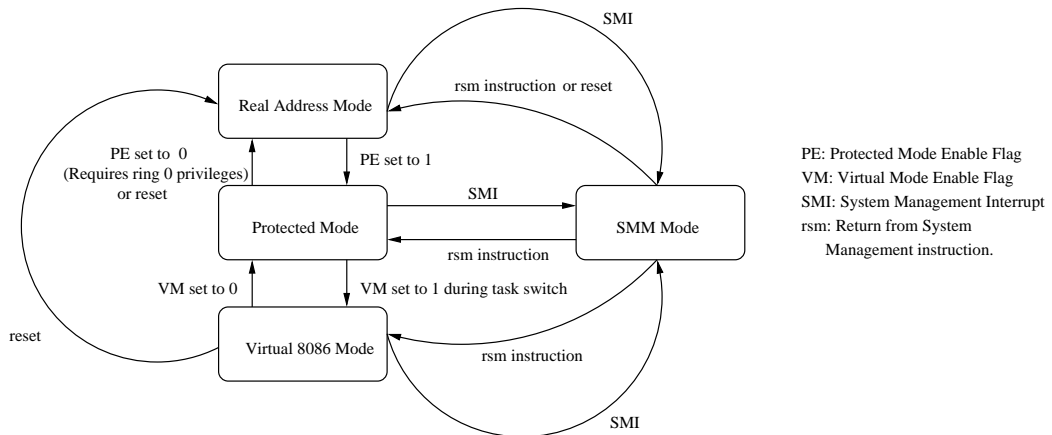 SMI
rsm instruction or reset
Real Address Mode
PE set to 0
(Requires ring 0 privileges)
or reset
PE set to 1
SMI
Protected Mode
SMM Mode
rsm instruction
VM set to 0
VM set to 1 during task switch
reset
Virtual 8086 Mode
rsm instruction
SMI
PE: Protected Mode Enable Flag
VM: Virtual Mode Enable Flag
SMI: System Management Interrupt
rsm: Return from System
Management instruction.